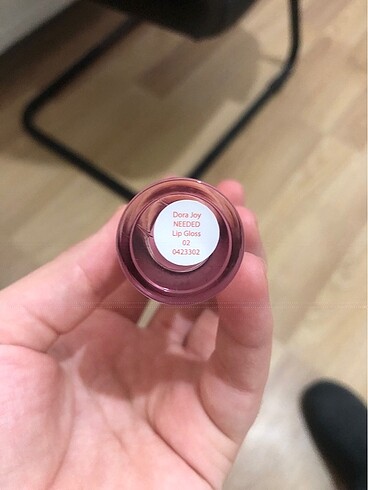 Dora Joy
NEEDED
Lip Gloss
02
0423302